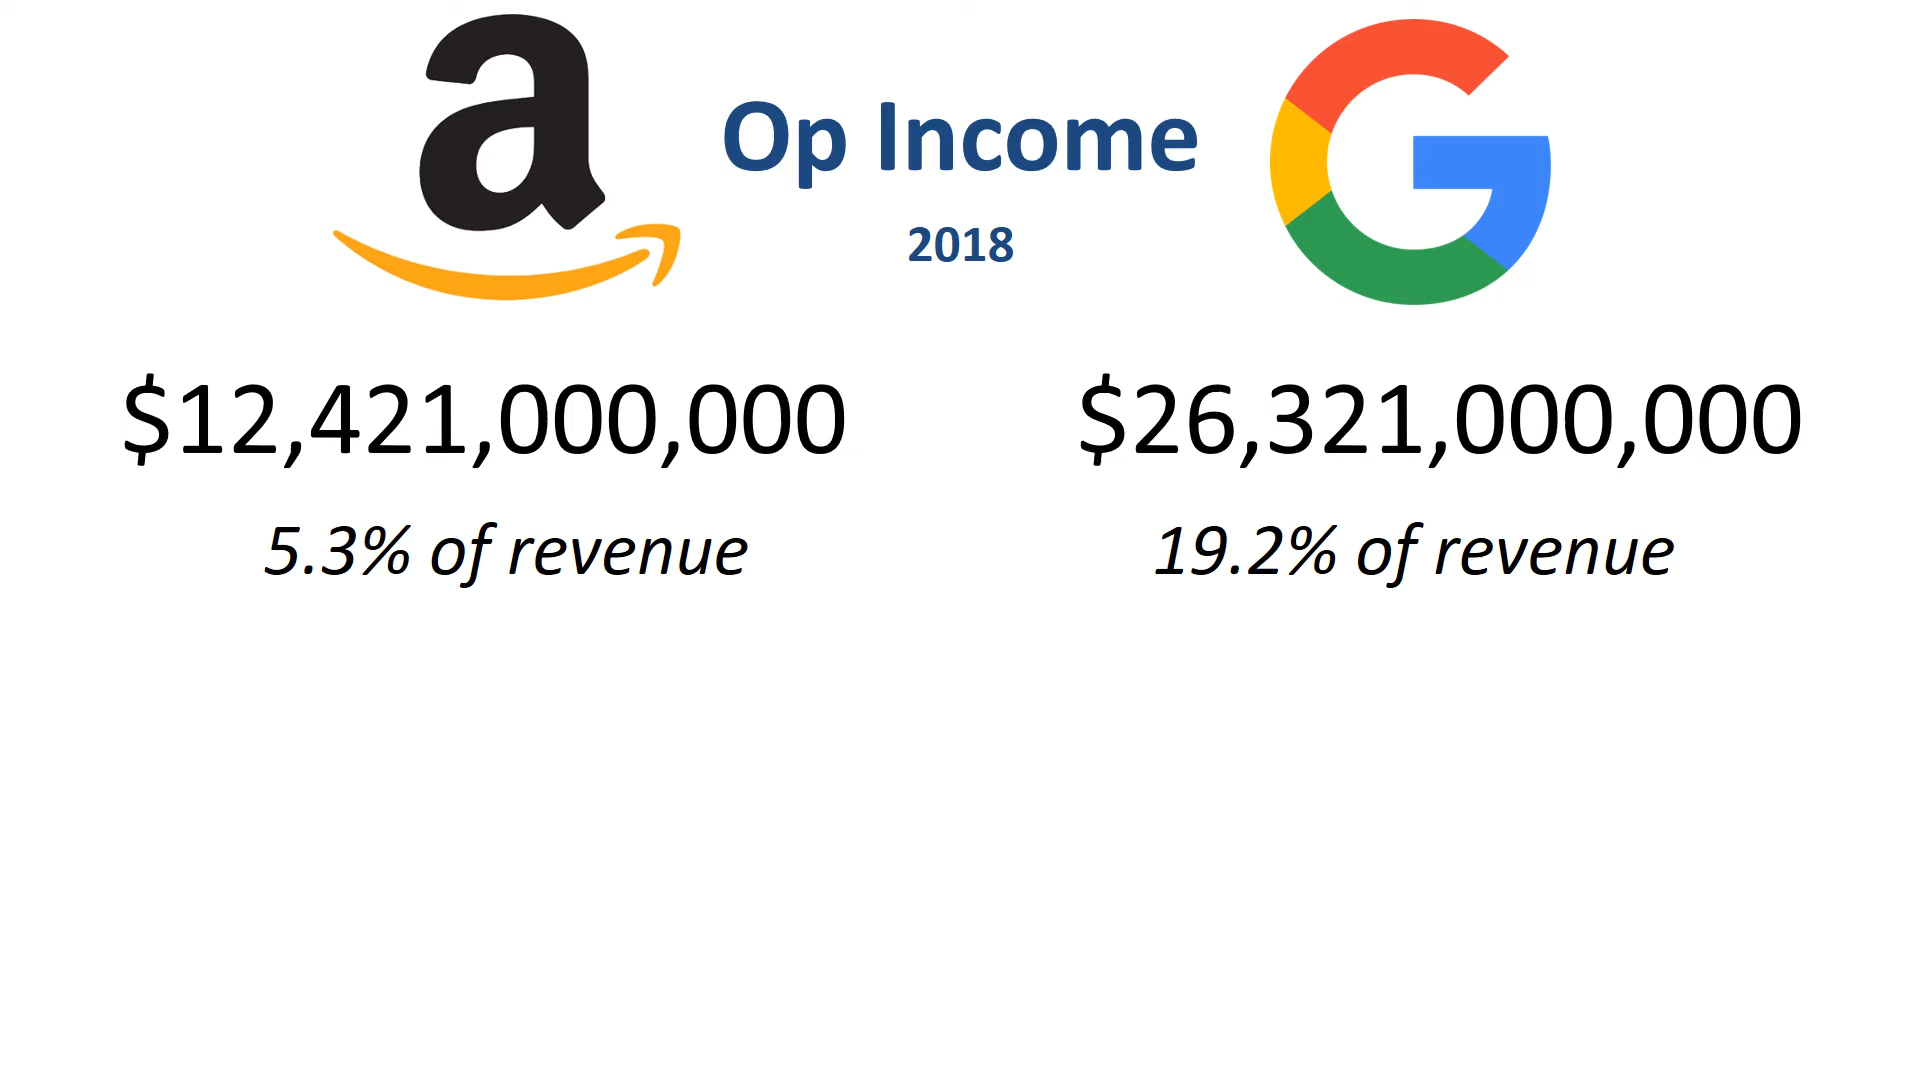 Op Income
2018
$12,421,000,000
$26,321,000,000
5.3% of revenue
19.2% of revenue